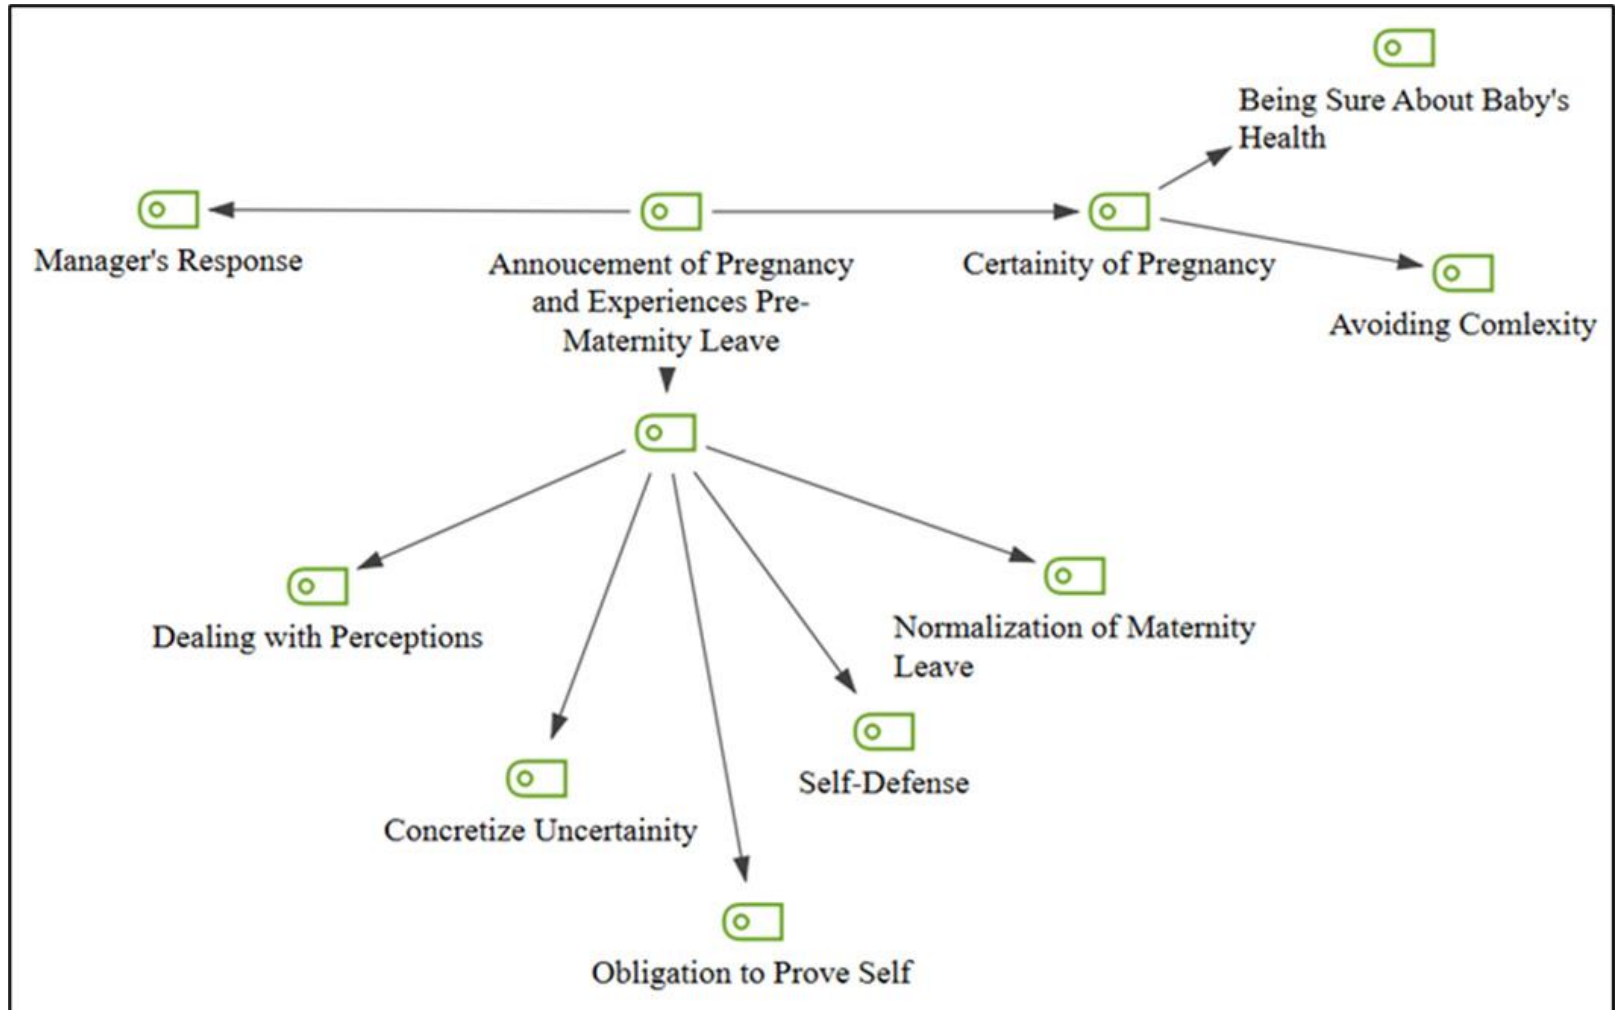 Being Sure About Baby's
Health
Manager's Response
Annoucement of Pregnancy
and Experiences Pre-
Maternity Leave
Certainity of Pregnancy
Avoiding Comlexity
Dealing with Perceptions
Normalization of Maternity
Leave
Self-Defense
Concretize Uncertainity
Obligation to Prove Self